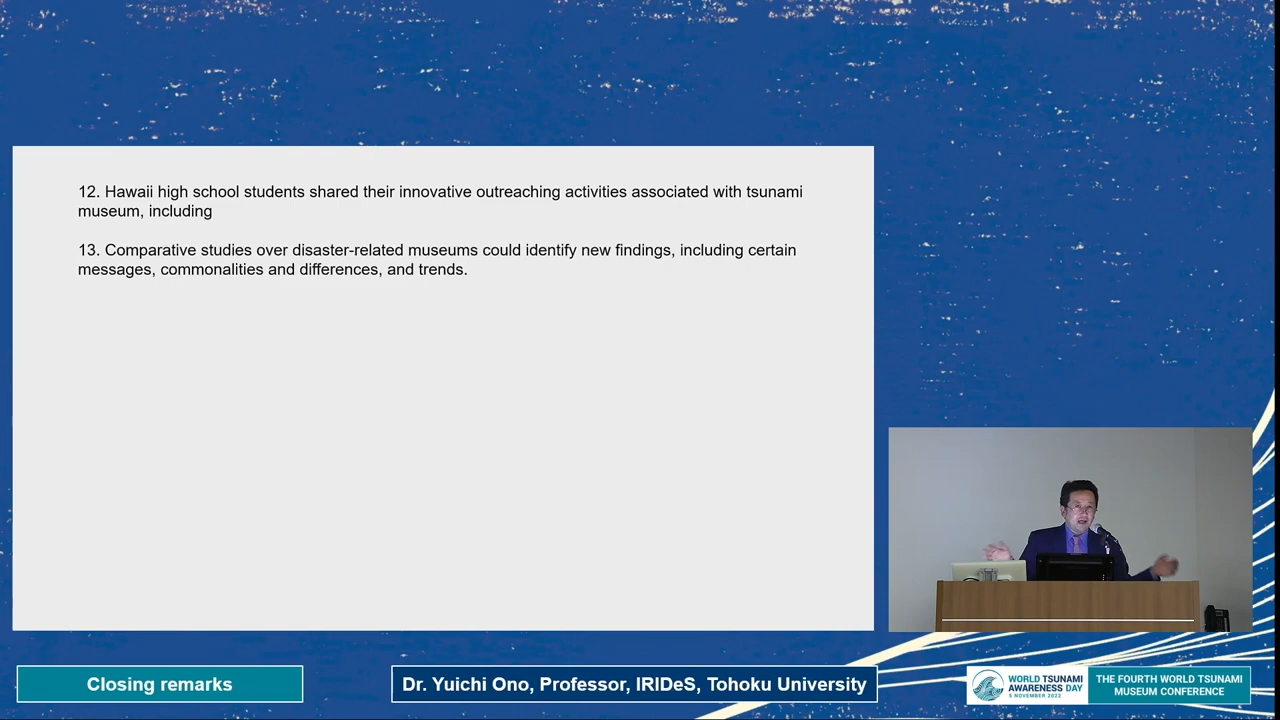 12. Hawaii high school students shared their innovative outreaching activities associated with tsunami
museum, including
13. Comparative studies over disaster-related museums could identify new findings, including certain
messages, commonalities and differences, and trends.
Closing remarks
Dr. Yuichi Ono, Professor, IRIDeS, Tohoku University
WORLD TSUNAMI
AWARENESS DAY
5 NOVEMBER 2022
THE FOURTH WORLD TSUNAMI
MUSEUM CONFERENCE